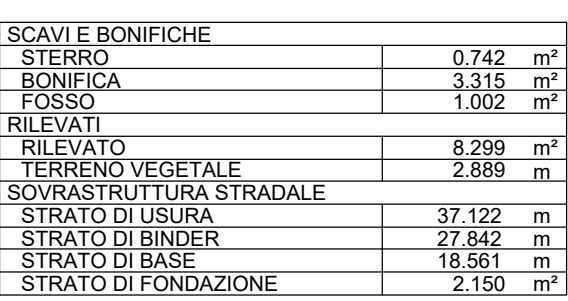 SCAVI E BONIFICHE
STERRO 0.742 m²
BONIFICA 3.315 m²
FOSSO 1.002 m²
RILEVATI
RILEVATO 8.299 m²
TERRENO VEGETALE 2.889 m
SOVRASTRUTTURA STRADALE
STRATO DI USURA 37.122 m
STRATO DI BINDER 27.842 m
STRATO DI BASE 18.561 m
STRATO DI FONDAZIONE 2.150 m²